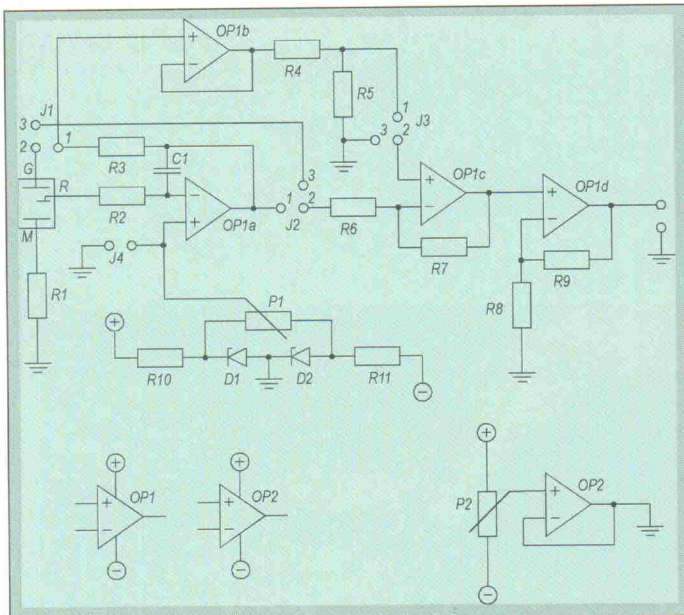 OP1b
+
−
R4
R5
1
J3
3
2
J1
3
2
1
R3
C1
G
R
M
R2
−
+
OP1a
3
1
2
J2
R6
+
−
OP1c
R7
+
−
OP1d
R9
R8
J4
R1
P1
+
R10
D1
D2
R11
−
+
OP1
+
−
−
+
OP2
+
−
−
+
P2
−
+
−
OP2